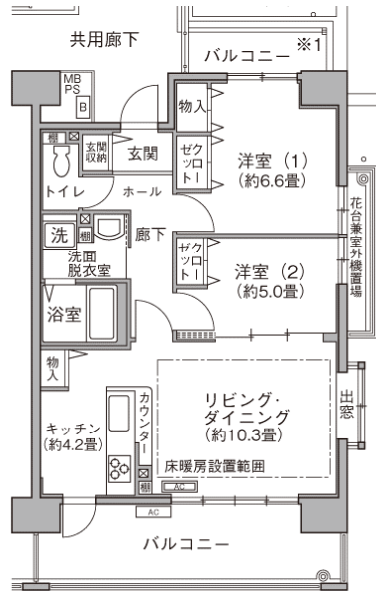 共用廊下
バルコニー
※1
MB
PS
B
物入
棚
玄関
収納
玄関
クロー
ゼット
洋室（1）
（約6.6畳）
トイレ
ホール
花台兼室外機置場
廊下
洗
棚
洗面
脱衣室
クロー
ゼット
洋室（2）
（約5.0畳）
浴室
物入
カウンター
リビング・
ダイニング
（約10.3畳）
出窓
キッチン
（約4.2畳）
床暖房設置範囲
棚
AC
AC
バルコニー